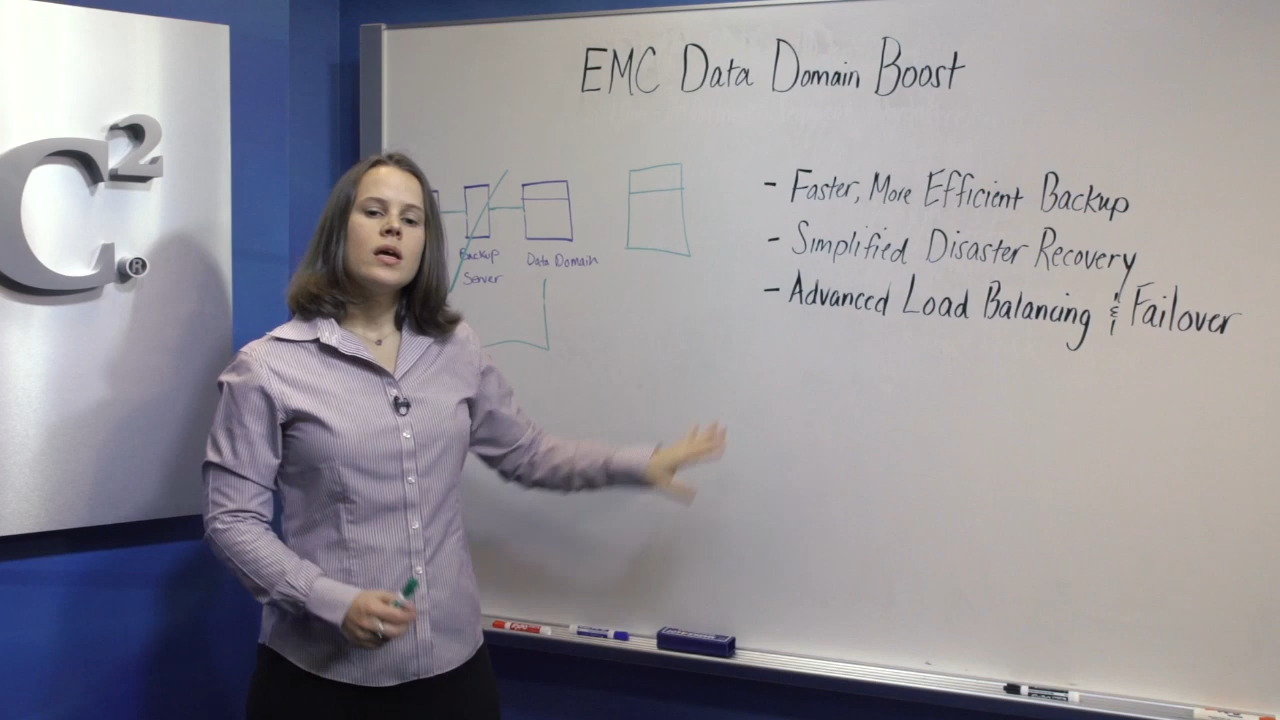 C2®
EMC Data Domain Boost
- Faster, More Efficient Backup
- Simplified Disaster Recovery
- Advanced Load Balancing & Failover
Backup
Server
Data Domain
EXPO